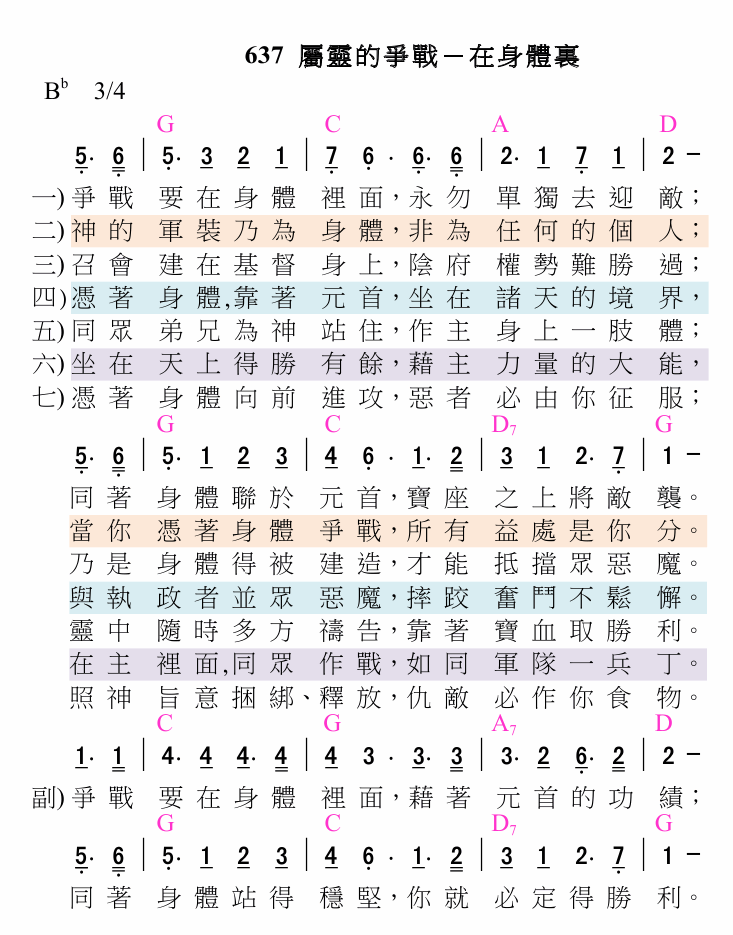 637 屬靈的爭戰－在身體裏
B♭ 3/4
G C A D
5· 6 | 5· 3 2 1 | 7 6 · 6· 6 | 2· 1 7 1 | 2 －
一) 爭戰 要在身體 裡面，永勿 單獨去迎 敵；
二) 神的 軍裝乃為 身體，非為 任何的個 人；
三) 召會 建在基督 身上，陰府 權勢難勝 過；
四) 憑著 身體,靠著 元首，坐在 諸天的境 界，
五) 同眾 弟兄為神 站住，作主 身上一肢 體；
六) 坐在 天上得勝 有餘，藉主 力量的大 能，
七) 憑著 身體向前 進攻，惡者 必由你征 服；
G C D7 G
5· 6 | 5· 1 2 3 | 4 6 · 1· 2 | 3 1 2· 7 | 1 －
同著 身體聯於 元首，寶座 之上將敵 襲。
當你 憑著身體 爭戰，所有 益處是你 分。
乃是 身體得被 建造，才能 抵擋眾惡 魔。
與執 政者並眾 惡魔，摔跤 奮鬥不鬆 懈。
靈中 隨時多方 禱告，靠著 寶血取勝 利。
在主 裡面,同眾 作戰，如同 軍隊一兵 丁。
照神 旨意捆綁、釋放，仇敵 必作你食 物。
C G A7 D
1· 1 | 4· 4 4· 4 | 4 3 · 3· 3 | 3· 2 6· 2 | 2 －
副) 爭戰 要在身體 裡面，藉著 元首的功 績；
G C D7 G
5· 6 | 5· 1 2 3 | 4 6 · 1· 2 | 3 1 2· 7 | 1 －
同著 身體站得 穩堅，你就 必定得勝 利。